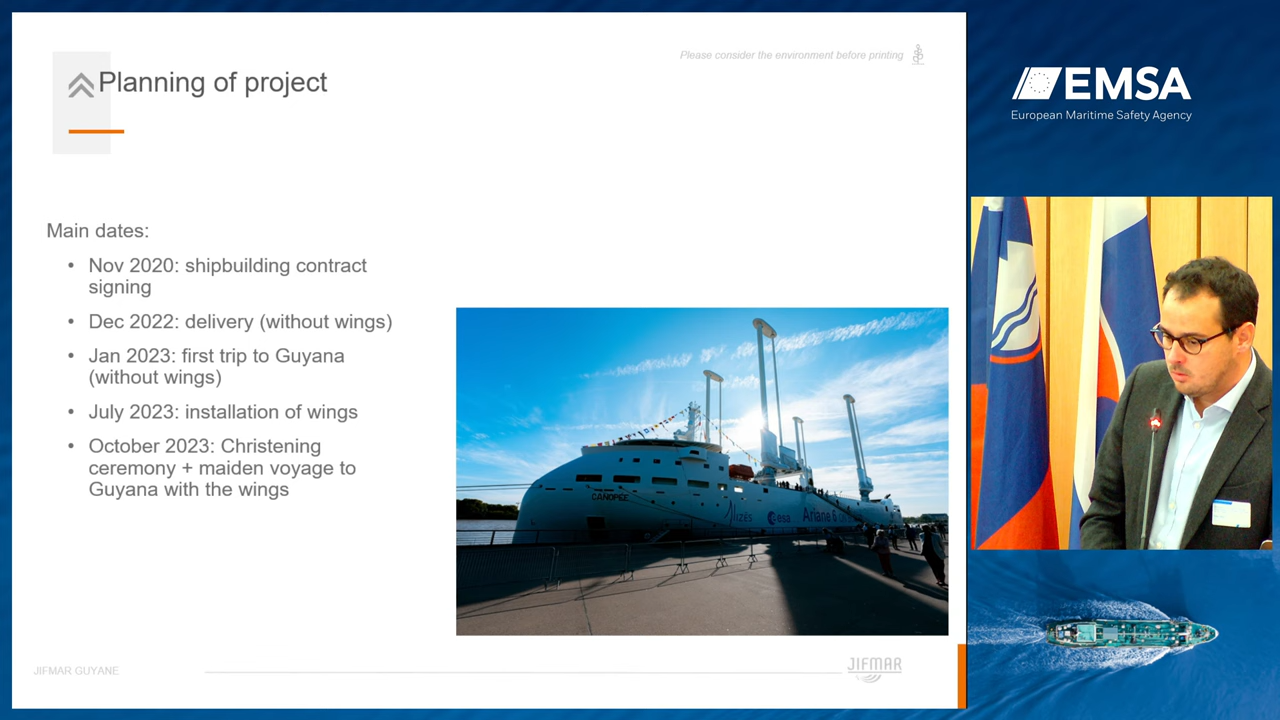 Please consider the environment before printing
Planning of project
Main dates:
• Nov 2020: shipbuilding contract
signing
• Dec 2022: delivery (without wings)
• Jan 2023: first trip to Guyana
(without wings)
• July 2023: installation of wings
• October 2023: Christening
ceremony + maiden voyage to
Guyana with the wings
CANOPÉE
ALIZÉS
esa
Ariane 6
JIFMAR GUYANE
JIFMAR
EMSA
European Maritime Safety Agency